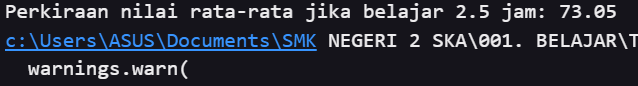 Perkiraan nilai rata-rata jika belajar 2.5 jam: 73.05
c:\Users\ASUS\Documents\SMK NEGERI 2 SKA\001. BELAJAR\T
warnings.warn(